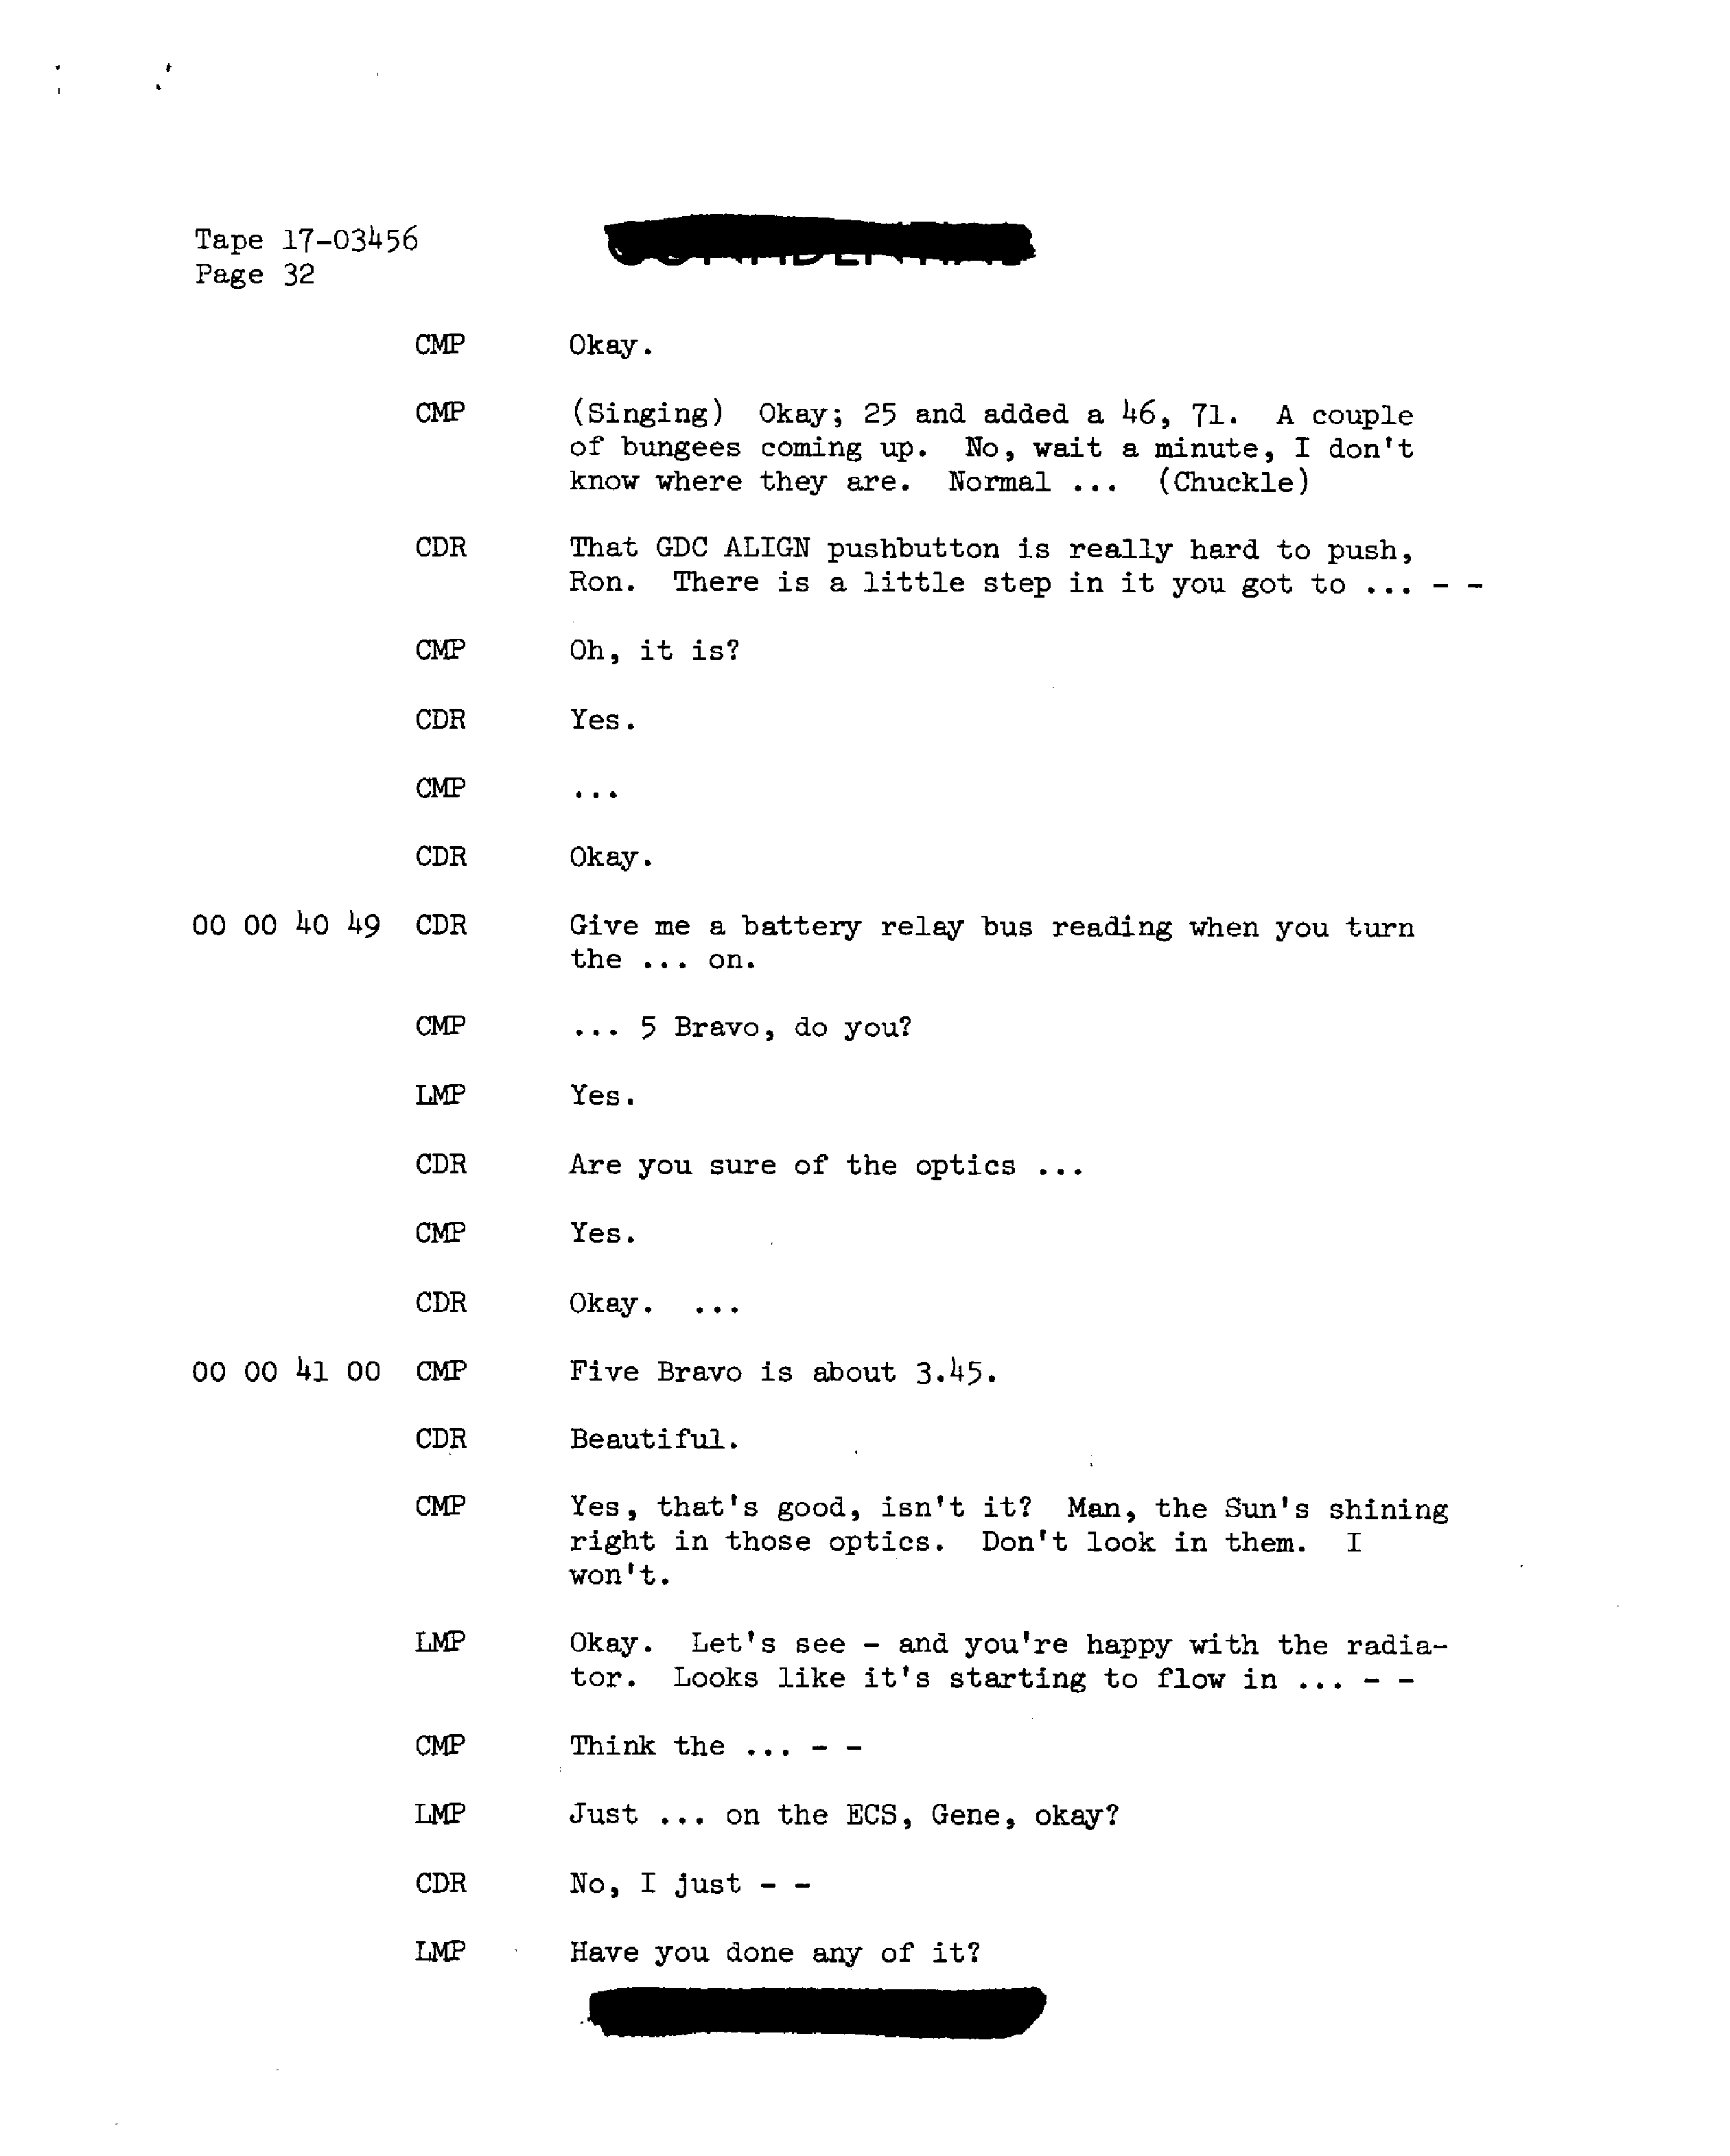 Tape 17-03456
Page 32
CMP Okay.
CMP (Singing) Okay; 25 and added a 46, 71. A couple
of bungees coming up. No, wait a minute, I don't
know where they are. Normal ... (Chuckle)
CDR That GDC ALIGN pushbutton is really hard to push,
Ron. There is a little step in it you got to ... - -
CMP Oh, it is?
CDR Yes.
CMP ...
CDR Okay.
00 00 40 49 CDR Give me a battery relay bus reading when you turn
the ... on.
CMP ... 5 Bravo, do you?
LMP Yes.
CDR Are you sure of the optics ...
CMP Yes.
CDR Okay. ...
00 00 41 00 CMP Five Bravo is about 3.45.
CDR Beautiful.
CMP Yes, that's good, isn't it? Man, the Sun's shining
right in those optics. Don't look in them. I
won't.
LMP Okay. Let's see - and you're happy with the radia-
tor. Looks like it's starting to flow in ... - -
CMP Think the ... - -
LMP Just ... on the ECS, Gene, okay?
CDR No, I just - -
LMP Have you done any of it?